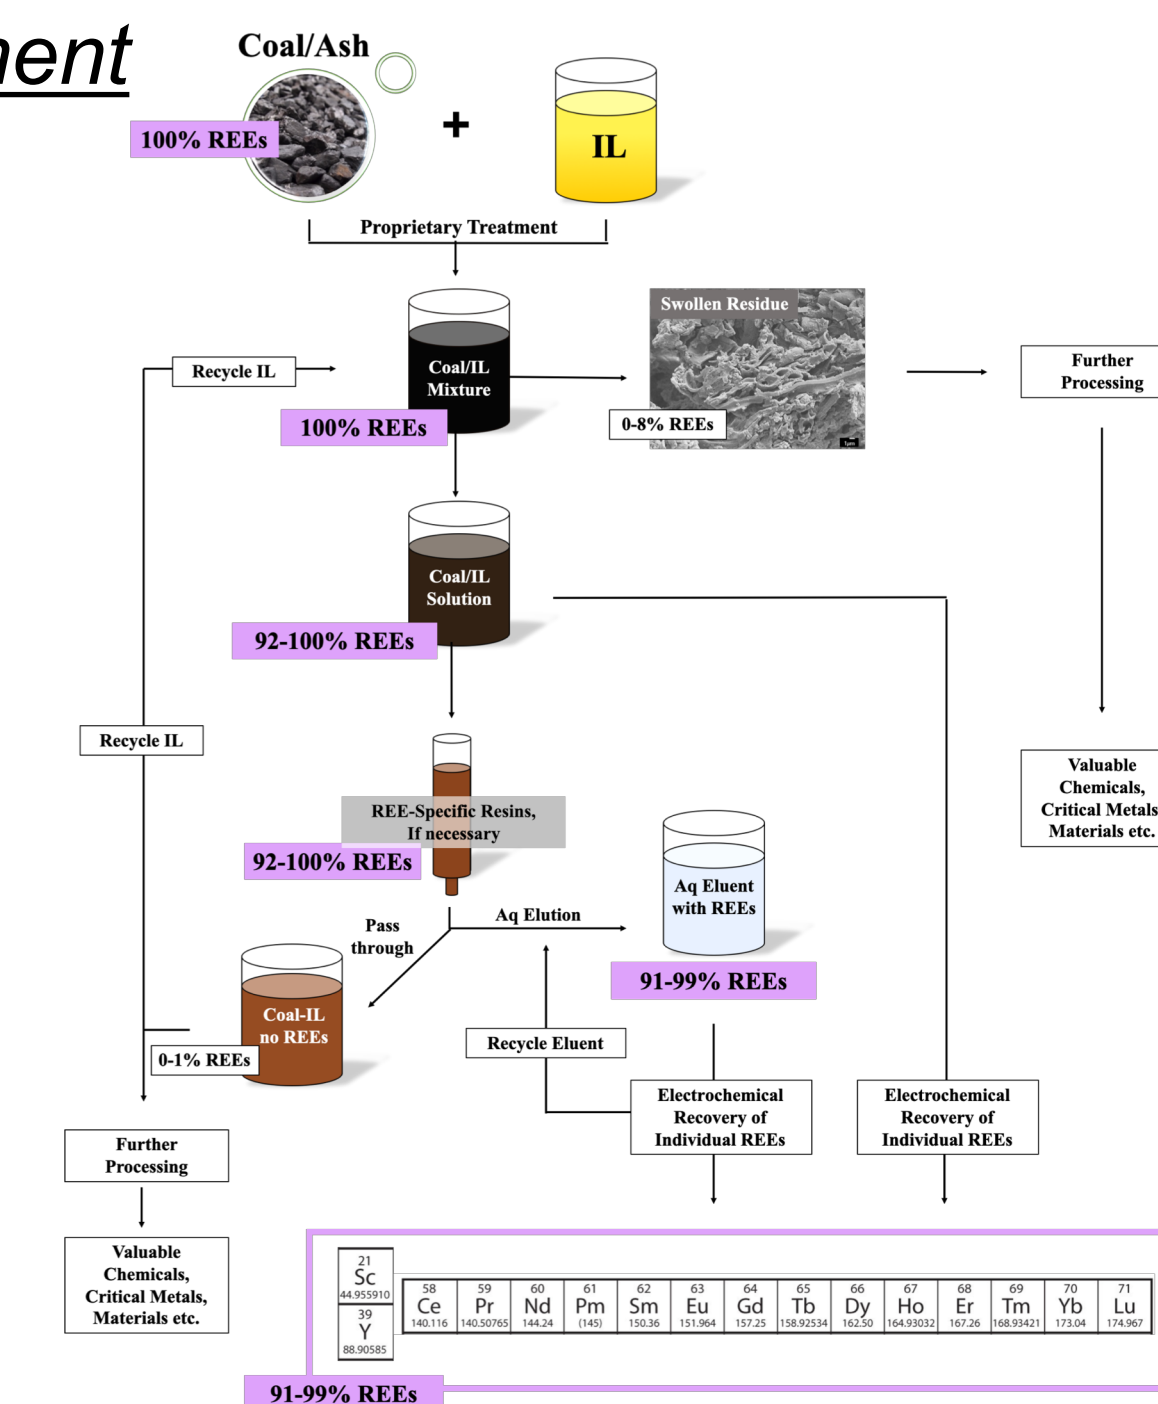 Coal/Ash
100% REEs
+
IL
Proprietary Treatment
Swollen Residue
Recycle IL
Coal/IL
Mixture
Further
Processing
100% REEs
0-8% REEs
1µm
Coal/IL
Solution
92-100% REEs
Recycle IL
Valuable
Chemicals,
Critical Metals
Materials etc.
REE-Specific Resins,
If necessary
92-100% REEs
Aq Eluent
with REEs
Pass
through
Aq Elution
91-99% REEs
Coal-IL
no REEs
0-1% REEs
Recycle Eluent
Electrochemical
Recovery of
Individual REEs
Electrochemical
Recovery of
Individual REEs
Further
Processing
Valuable
Chemicals,
Critical Metals,
Materials etc.
21
Sc
44.955910
39
Y
88.90585
58 59 60 61 62 63 64 65 66 67 68 69 70 71
Ce Pr Nd Pm Sm Eu Gd Tb Dy Ho Er Tm Yb Lu
140.116 140.50765 144.24 (145) 150.36 151.964 157.25 158.92534 162.50 164.93032 167.26 168.93421 173.04 174.967
91-99% REEs